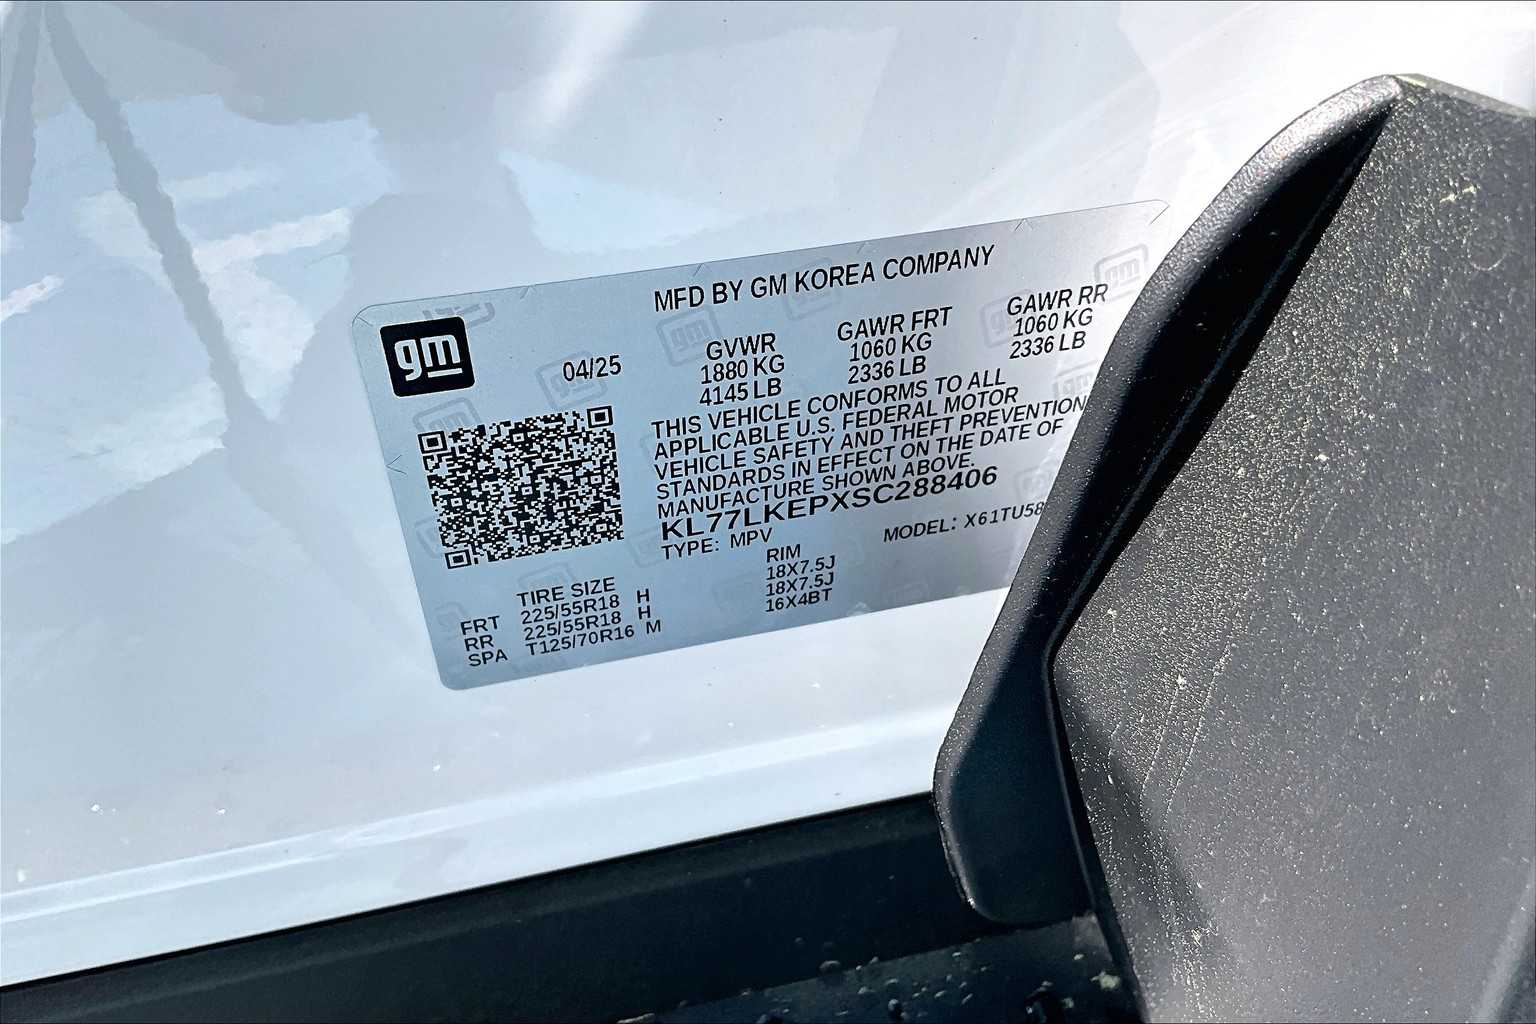 MFD BY GM KOREA COMPANY
gm
04/25
GVWR GAWR FRT GAWR RR
1880 KG 1060 KG 1060 KG
4145 LB 2336 LB 2336 LB
THIS VEHICLE CONFORMS TO ALL
APPLICABLE U.S. FEDERAL MOTOR
VEHICLE SAFETY AND THEFT PREVENTION
STANDARDS IN EFFECT ON THE DATE OF
MANUFACTURE SHOWN ABOVE.
KL77LKEPXSC288406
TYPE: MPV MODEL: X61TU58
TIRE SIZE RIM
FRT 225/55R18 H 18X7.5J
RR 225/55R18 H 18X7.5J
SPA T125/70R16 M 16X4BT